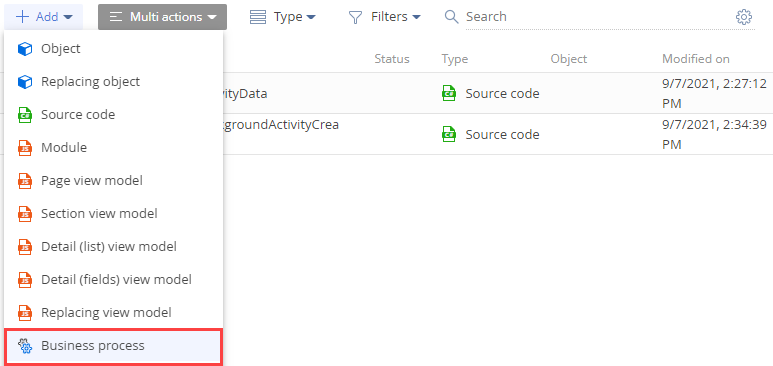 Add
Multi actions
Type
Filters
Search
Status
Type
Object
Modified on
Object
Replacing object
Source code
Module
Page view model
Section view model
Detail (list) view model
Detail (fields) view model
Replacing view model
Business process
vityData
Source code
9/7/2021, 2:27:12
PM
kgroundActivityCrea
Source code
9/7/2021, 2:34:39
PM